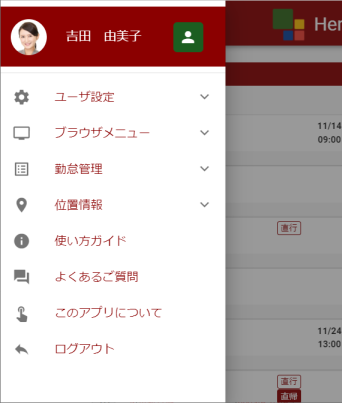 吉田　由美子
Her
ユーザ設定
ブラウザメニュー
11/14
09:00
勤怠管理
位置情報
直行
使い方ガイド
よくあるご質問
このアプリについて
11/24
13:00
ログアウト
直行
直帰